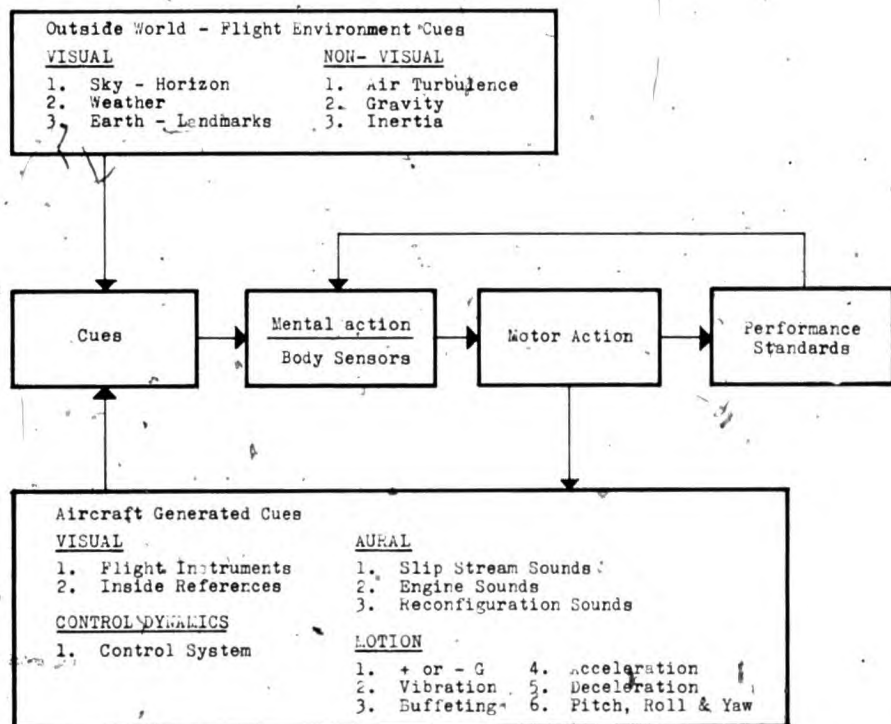 Outside World - Flight Environment Cues
VISUAL
1. Sky - Horizon
2. Weather
3. Earth - Landmarks
NON- VISUAL
1. Air Turbulence
2. Gravity
3. Inertia
Cues
Mental action
Body Sensors
Motor Action
Performance
Standards
Aircraft Generated Cues
VISUAL
1. Flight Instruments
2. Inside References
CONTROL DYNAMICS
1. Control System
AURAL
1. Slip Stream Sounds
2. Engine Sounds
3. Reconfiguration Sounds
MOTION
1. + or - G
2. Vibration
3. Buffeting
4. Acceleration
5. Deceleration
6. Pitch, Roll & Yaw